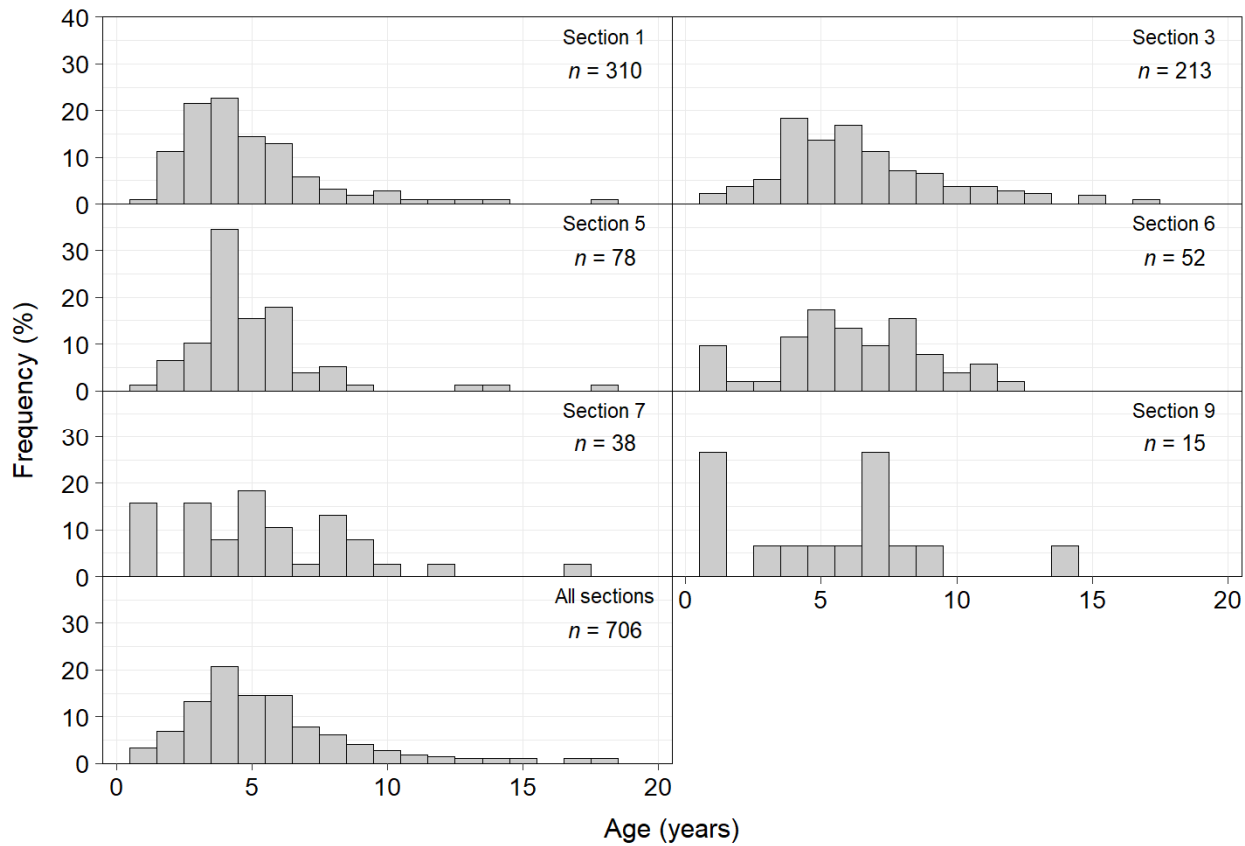 40
30
20
10
0
Section 1
n = 310
Section 3
n = 213
30
20
10
0
Section 5
n = 78
Section 6
n = 52
30
20
10
0
Section 7
n = 38
Section 9
n = 15
0 5 10 15 20
30
20
10
0
All sections
n = 706
0 5 10 15 20
Frequency (%)
Age (years)